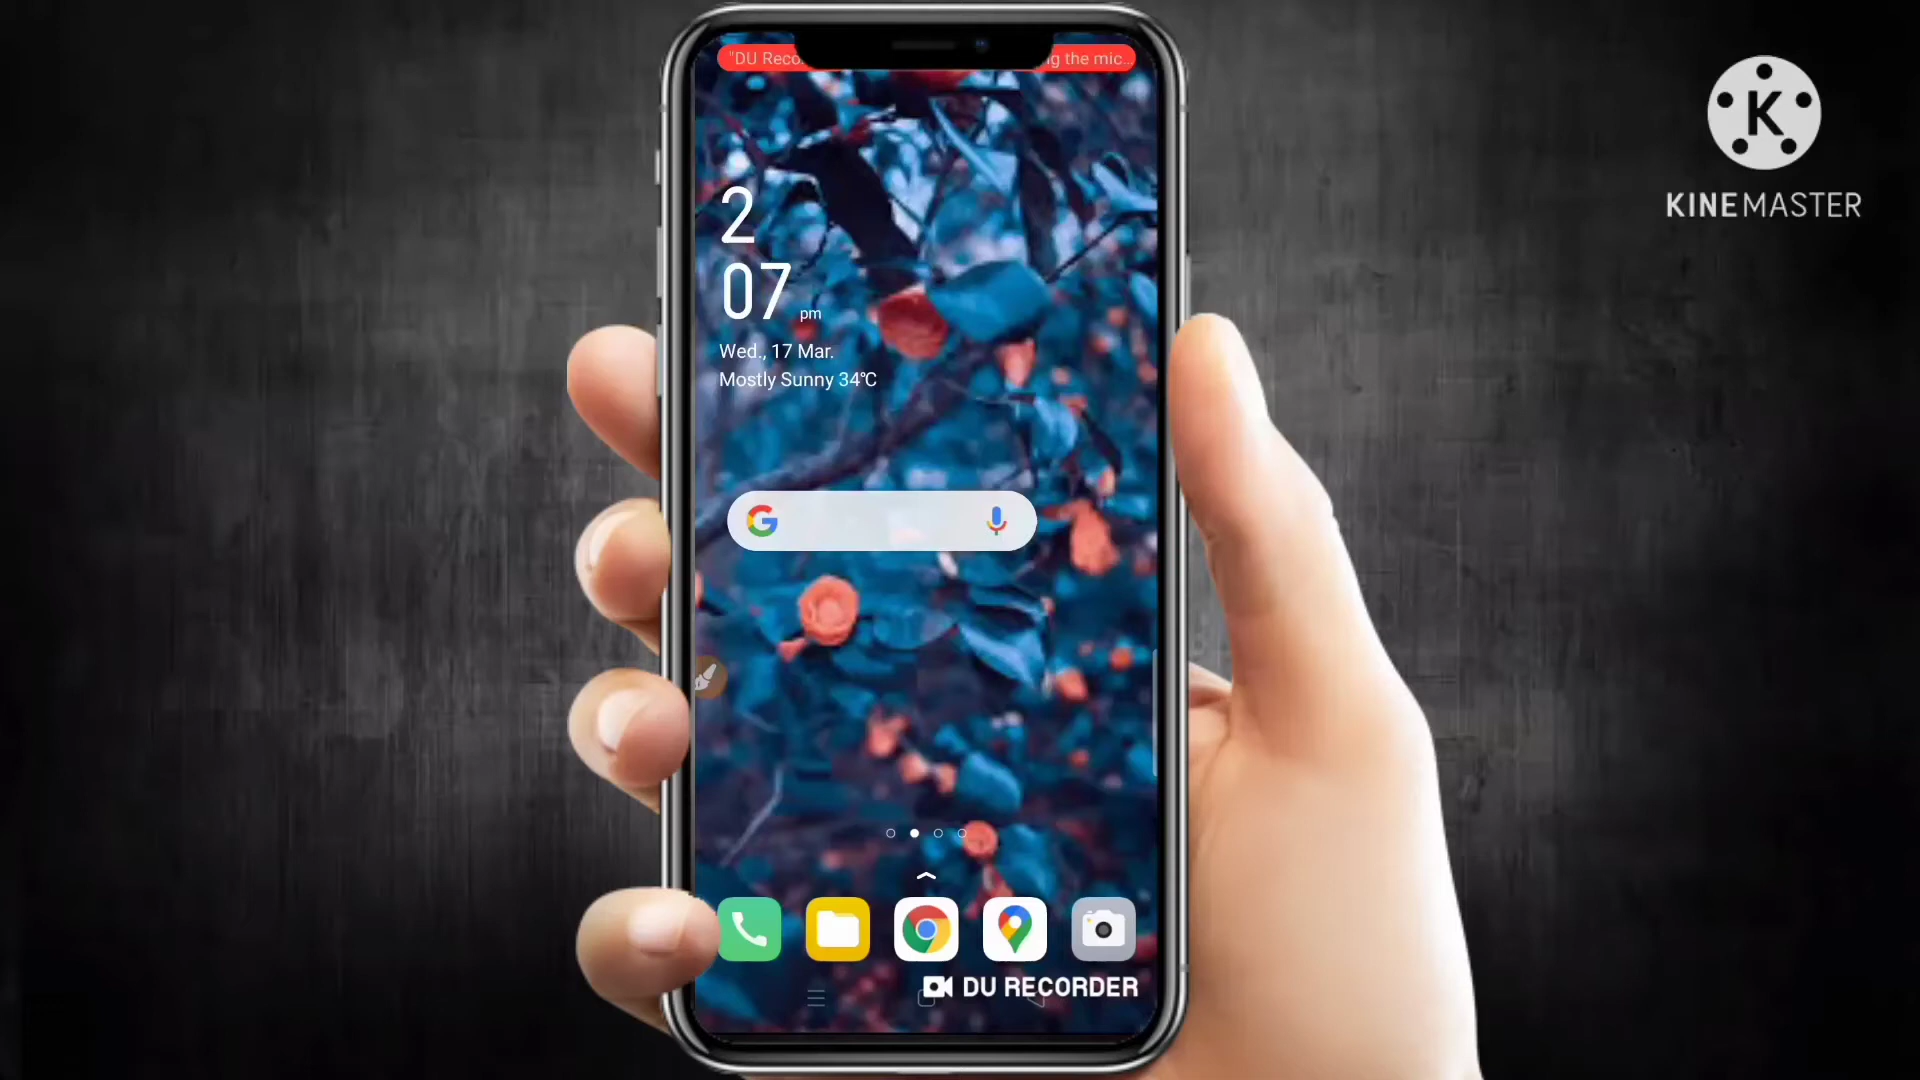 "DU Reco
g the mic...
KINEMASTER
2
07 pm
Wed., 17 Mar.
Mostly Sunny 34°C
DU RECORDER